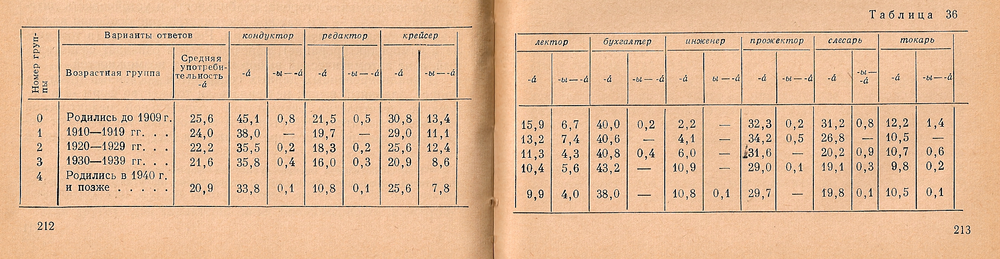 Таблица 36
Номер груп-
пы
Варианты ответов
кондуктор редактор крейсер
Возрастная группа
Средняя
употреби-
тельность
-а́
-а́ -ы — -а́ -а́ -ы — -а́ -а́ -ы — -а́
0 Родились до 1909 г. 25,6 45,1 0,8 21,5 0,5 30,8 13,4
1 1910—1919 гг. . . 24,0 38,0 — 19,7 — 29,0 11,1
2 1920—1929 гг. . . 22,2 35,5 0,2 18,3 0,2 25,6 12,4
3 1930—1939 гг. . . 21,6 35,8 0,4 16,0 0,3 20,9 8,6
4 Родились в 1940 г.
и позже . . . . . 20,9 33,8 0,1 10,8 0,1 25,6 7,8
212
лектор бухгалтер инженер прожектор слесарь токарь
-а́ -ы — -а́ -а́ -ы — -а́ -а́ ы — -а́ -а́ -ы — -а́ -а́ -ы — -а́ -а́ -ы — -а́
15,9 6,7 40,0 0,2 2,2 — 32,3 0,2 31,2 0,8 12,2 1,4
13,2 7,4 40,6 — 4,1 — 34,2 0,5 26,8 — 10,5 —
11,3 4,3 40,8 0,4 6,0 — 31,6 — 20,2 0,9 10,7 0,6
10,4 5,6 43,2 — 10,9 — 29,0 0,1 19,1 0,3 9,8 0,2
9,9 4,0 38,0 — 10,8 0,1 29,7 — 19,8 0,1 10,5 0,1
213